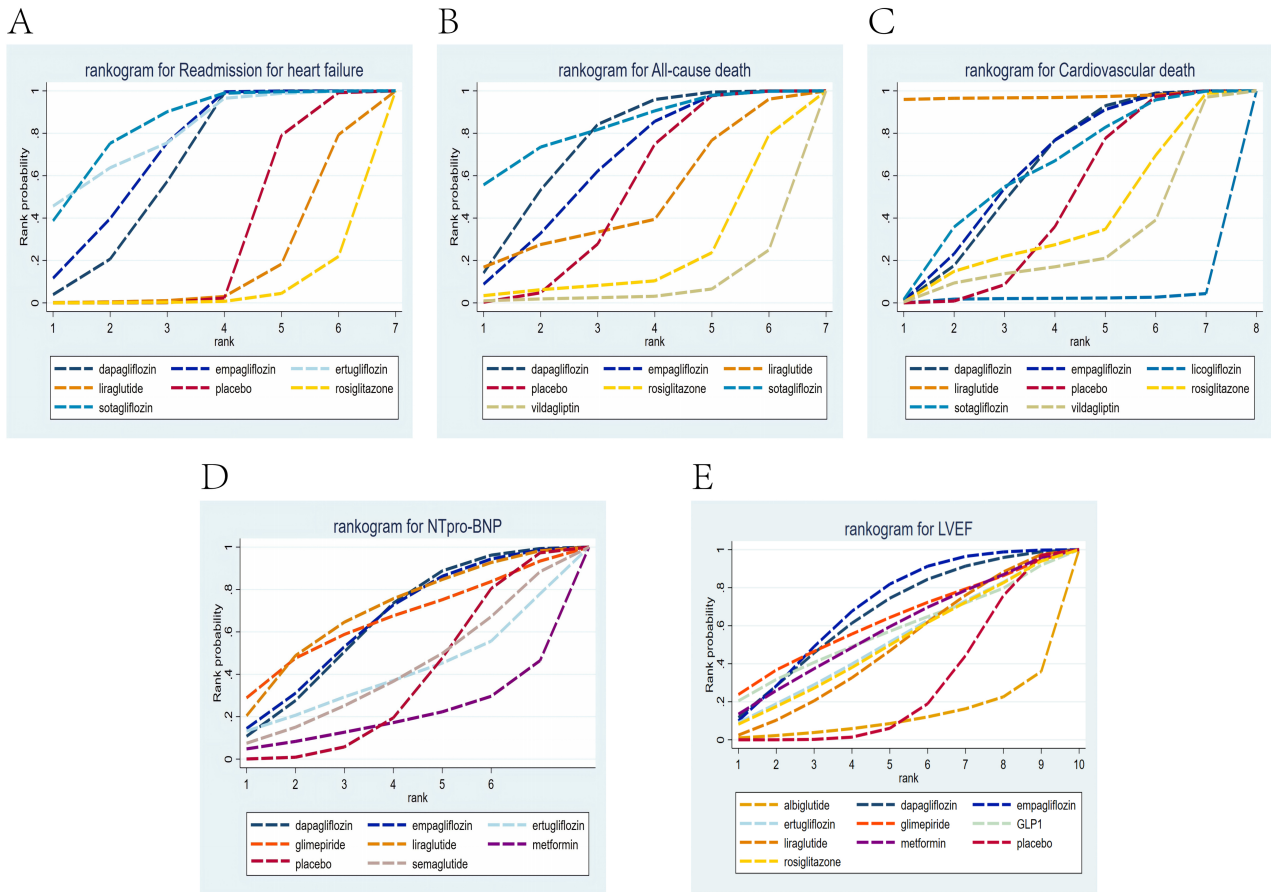 A
B
C
rankogram for Readmission for heart failure
rankogram for All-cause death
rankogram for Cardiovascular death
Rank probability
1
.8
.6
.4
.2
0
1 2 3 4 5 6 7
rank
dapagliflozin empagliflozin ertugliflozin
liraglutide placebo rosiglitazone
sotagliflozin
Rank probability
1
.8
.6
.4
.2
0
1 2 3 4 5 6 7
rank
dapagliflozin empagliflozin liraglutide
placebo rosiglitazone sotagliflozin
vildagliptin
Rank probability
1
.8
.6
.4
.2
0
1 2 3 4 5 6 7 8
rank
dapagliflozin empagliflozin licogliflozin
liraglutide placebo rosiglitazone
sotagliflozin vildagliptin
D
E
rankogram for NTpro-BNP
rankogram for LVEF
Rank probability
1
.8
.6
.4
.2
0
1 2 3 4 5 6
rank
dapagliflozin empagliflozin ertugliflozin
glimepiride liraglutide metformin
placebo semaglutide
Rank probability
1
.8
.6
.4
.2
0
1 2 3 4 5 6 7 8 9 10
rank
albiglutide dapagliflozin empagliflozin
ertugliflozin glimepiride GLP1
liraglutide metformin placebo
rosiglitazone